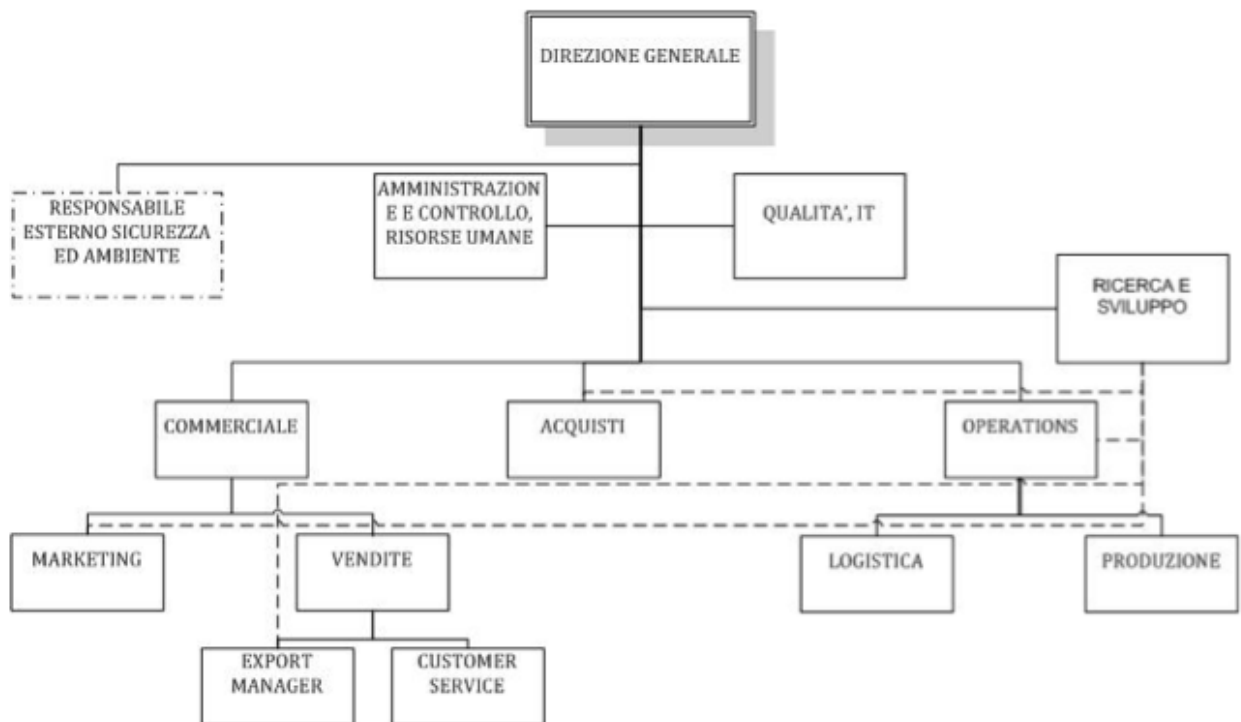 DIREZIONE GENERALE
RESPONSABILE
ESTERNO SICUREZZA
ED AMBIENTE
AMMINISTRAZION
E E CONTROLLO,
RISORSE UMANE
QUALITA’, IT
RICERCA E
SVILUPPO
COMMERCIALE
ACQUISTI
OPERATIONS
MARKETING
VENDITE
LOGISTICA
PRODUZIONE
EXPORT
MANAGER
CUSTOMER
SERVICE